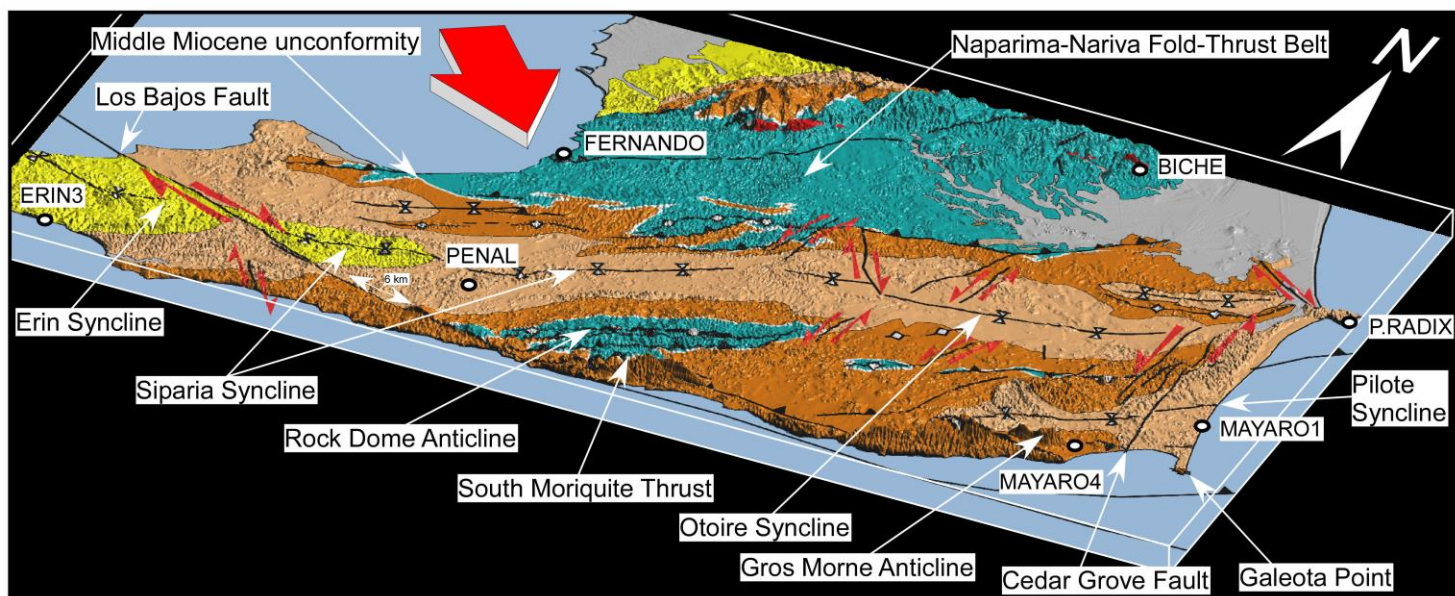 Middle Miocene unconformity
Naparima-Nariva Fold-Thrust Belt
N
Los Bajos Fault
FERNANDO
BICHE
ERIN3
PENAL
6 km
Erin Syncline
P.RADIX
Siparia Syncline
Pilote
Syncline
Rock Dome Anticline
MAYARO1
South Moriquite Thrust
MAYARO4
Otoire Syncline
Gros Morne Anticline
Cedar Grove Fault
Galeota Point